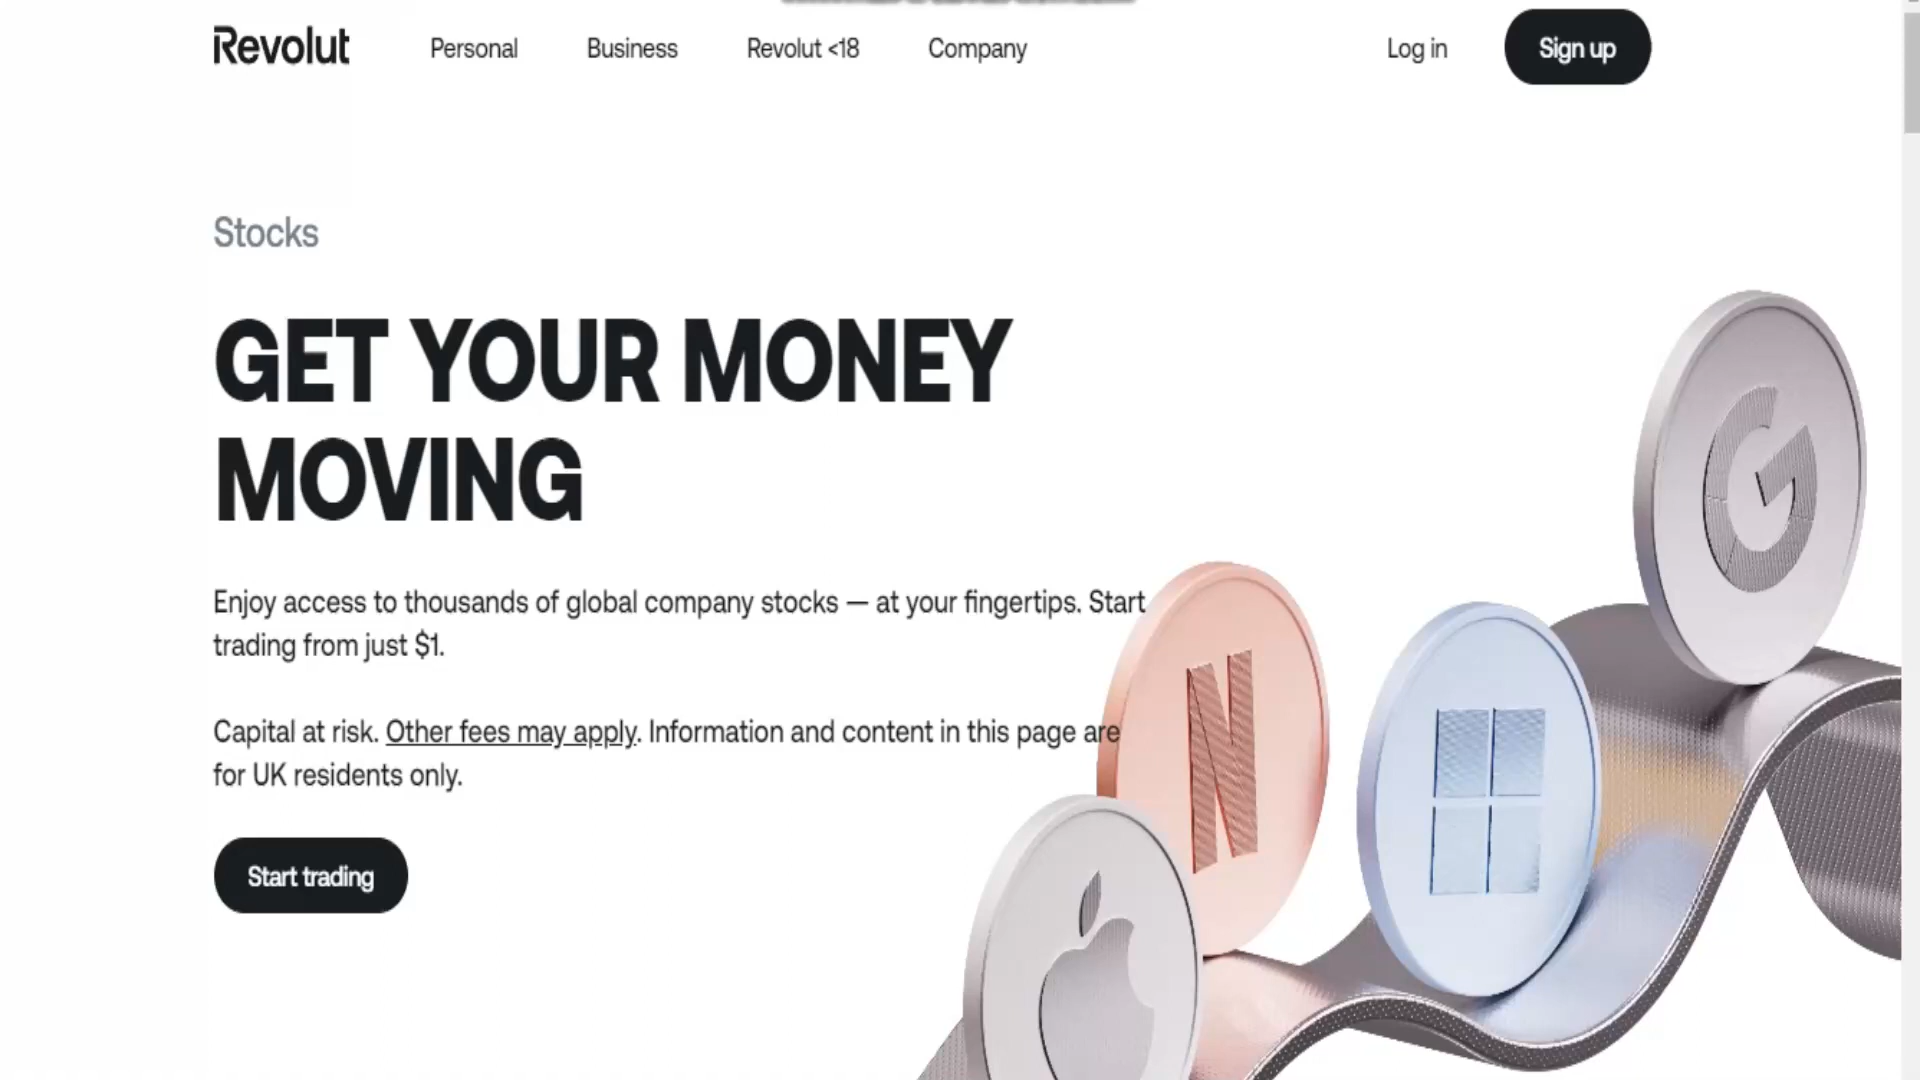 Revolut Personal Business Revolut <18 Company Log in Sign up
Stocks
GET YOUR MONEY
MOVING
Enjoy access to thousands of global company stocks — at your fingertips. Start
trading from just $1.
Capital at risk. Other fees may apply. Information and content in this page are
for UK residents only.
Start trading